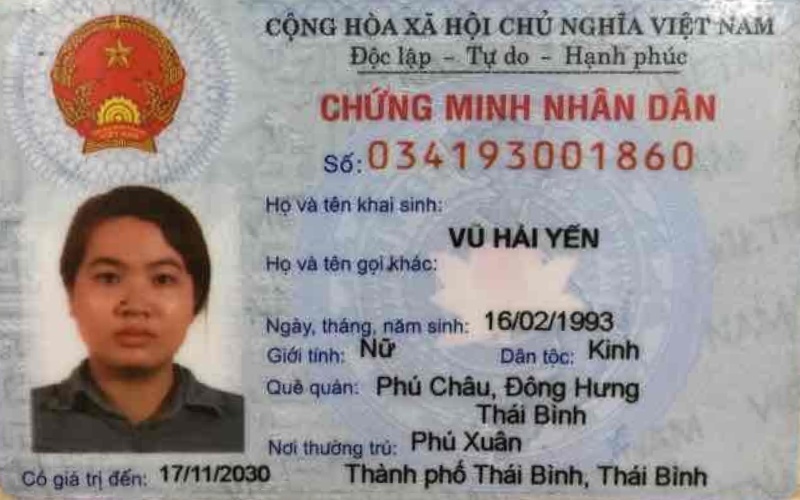 CỘNG HÒA XÃ HỘI CHỦ NGHĨA VIỆT NAM
Độc lập - Tự do - Hạnh phúc
CHỨNG MINH NHÂN DÂN
Số: 034193001860
Họ và tên khai sinh:
VŨ HẢI YẾN
Họ và tên gọi khác:
Ngày, tháng, năm sinh: 16/02/1993
Giới tính: Nữ Dân tộc: Kinh
Quê quán: Phú Châu, Đông Hưng
Thái Bình
Nơi thường trú: Phú Xuân
Thành phố Thái Bình, Thái Bình
Có giá trị đến: 17/11/2030